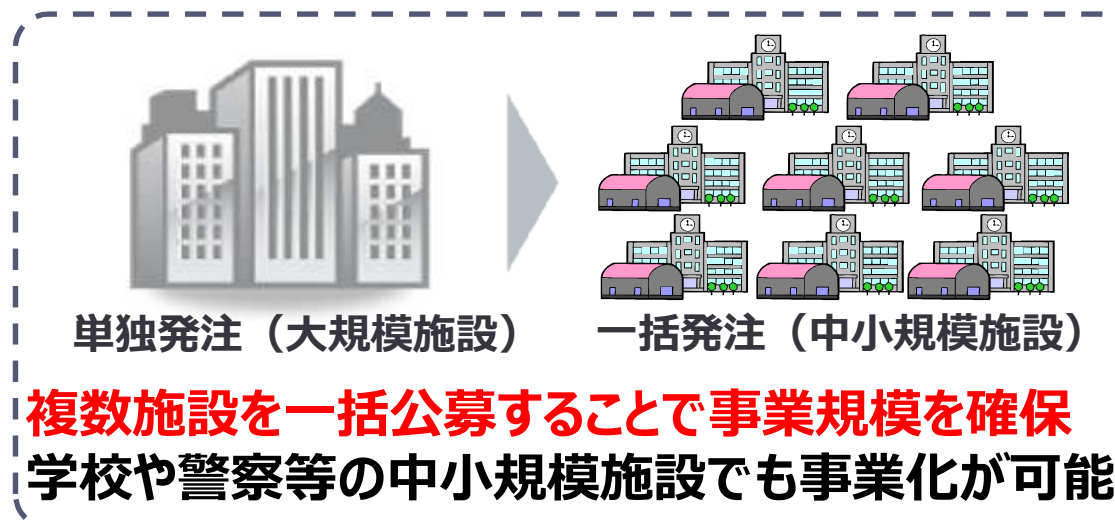 単独発注（大規模施設）
一括発注（中小規模施設）
複数施設を一括公募することで事業規模を確保
学校や警察等の中小規模施設でも事業化が可能